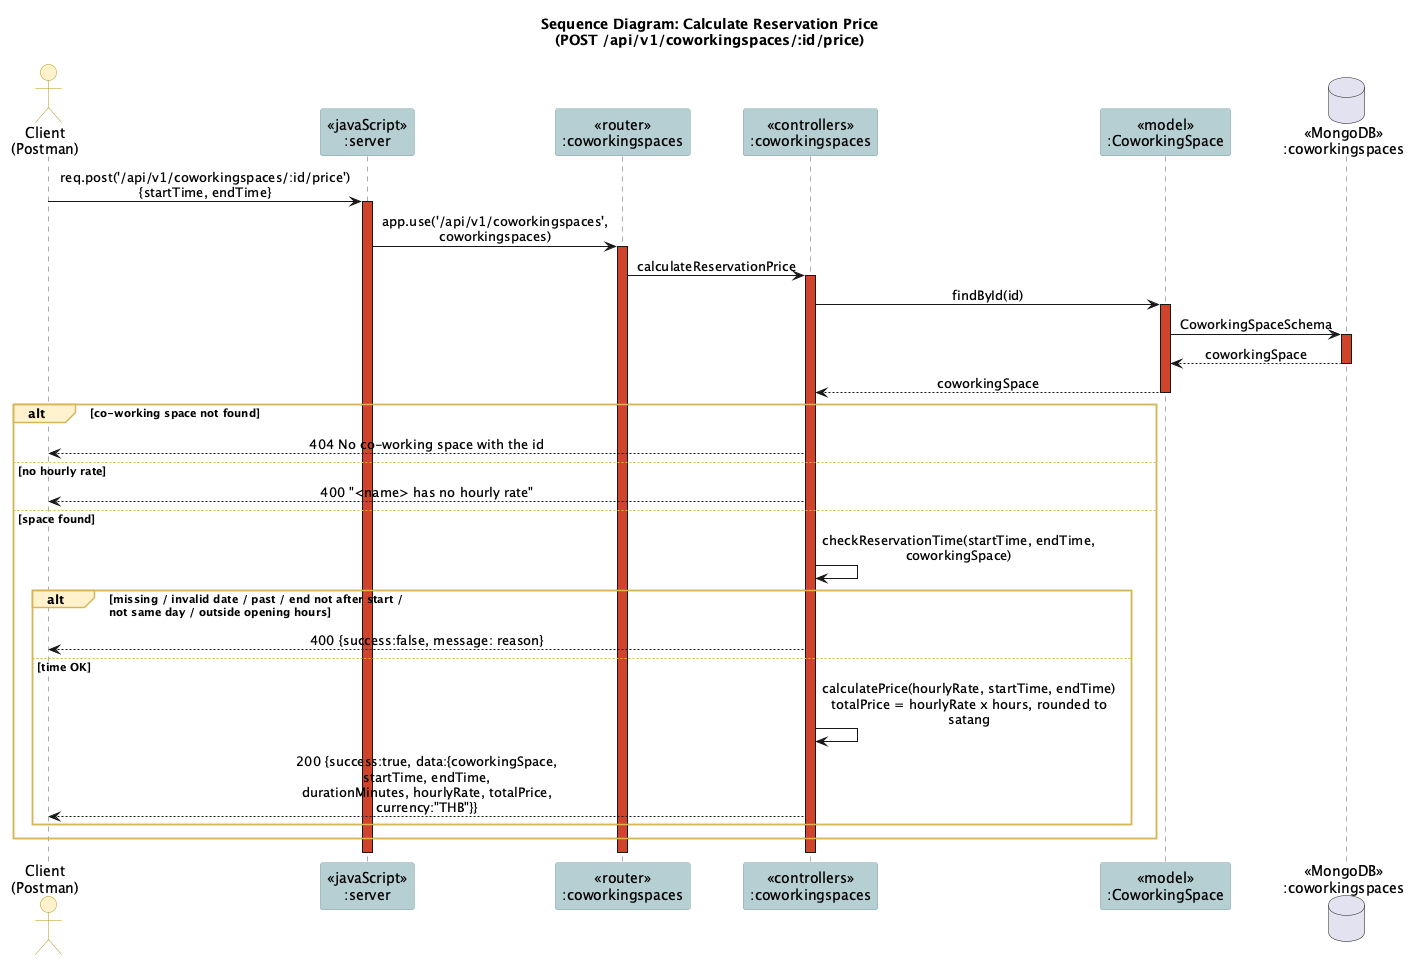 Sequence Diagram: Calculate Reservation Price
(POST /api/v1/coworkingspaces/:id/price)
Client
(Postman)
«javaScript»
:server
«router»
:coworkingspaces
«controllers»
:coworkingspaces
«model»
:CoworkingSpace
«MongoDB»
:coworkingspaces
req.post('/api/v1/coworkingspaces/:id/price')
{startTime, endTime}
app.use('/api/v1/coworkingspaces',
coworkingspaces)
calculateReservationPrice
findById(id)
CoworkingSpaceSchema
coworkingSpace
coworkingSpace
alt
[co-working space not found]
404 No co-working space with the id
[no hourly rate]
400 "<name> has no hourly rate"
[space found]
checkReservationTime(startTime, endTime,
coworkingSpace)
alt
[missing / invalid date / past / end not after start /
not same day / outside opening hours]
400 {success:false, message: reason}
[time OK]
calculatePrice(hourlyRate, startTime, endTime)
totalPrice = hourlyRate x hours, rounded to
satang
200 {success:true, data:{coworkingSpace,
startTime, endTime,
durationMinutes, hourlyRate, totalPrice,
currency:"THB"}}
Client
(Postman)
«javaScript»
:server
«router»
:coworkingspaces
«controllers»
:coworkingspaces
«model»
:CoworkingSpace
«MongoDB»
:coworkingspaces